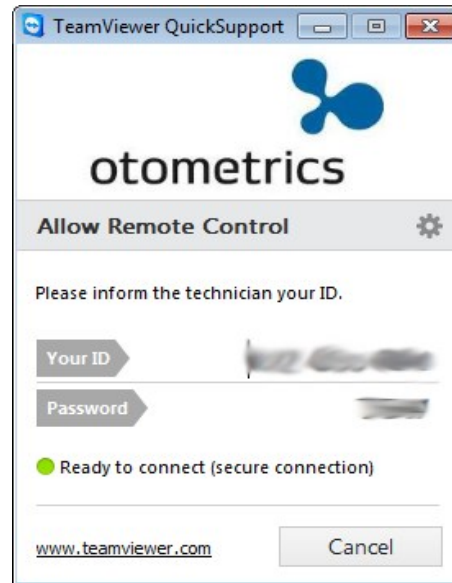 TeamViewer QuickSupport
otometrics
Allow Remote Control
Please inform the technician your ID.
Your ID
Password
Ready to connect (secure connection)
www.teamviewer.com
Cancel